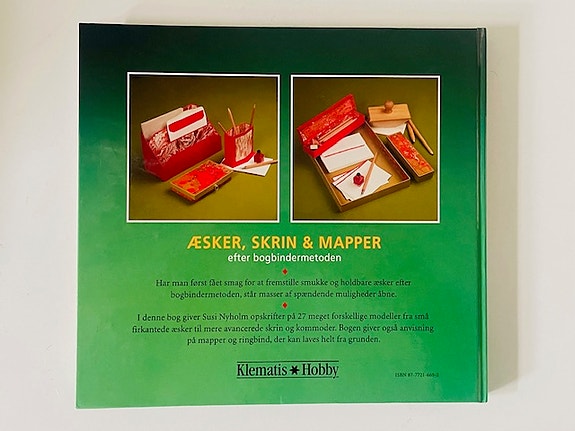 ÆSKER, SKRIN & MAPPER
efter bogbindermetoden
Har man først fået smag for at fremstille smukke og holdbare æsker efter
bogbindermetoden, står masser af spændende muligheder åbne.
I denne bog giver Susi Nyholm opskrifter på 27 meget forskellige modeller fra små
firkantede æsker til mere avancerede skrin og kommoder. Bogen giver også anvisning
på mapper og ringbind, der kan laves helt fra grunden.
Klematis Hobby
ISBN